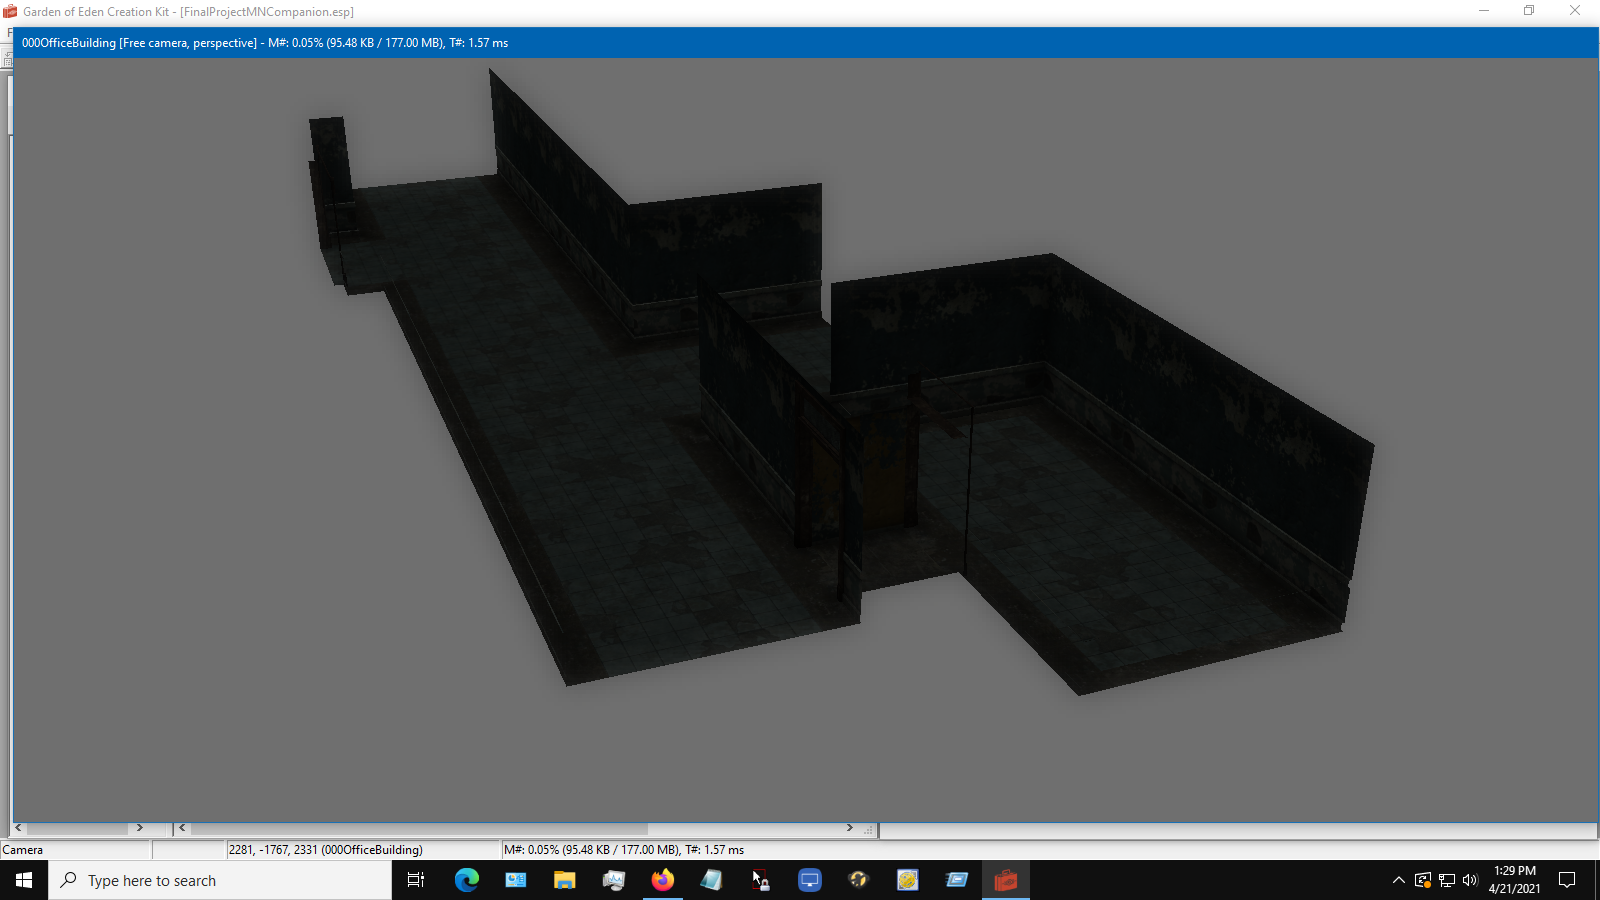 Garden of Eden Creation Kit - [FinalProjectMNCompanion.esp]
000OfficeBuilding [Free camera, perspective] - M#: 0.05% (95.48 KB / 177.00 MB), T#: 1.57 ms
Camera
2281, -1767, 2331 (000OfficeBuilding)
M#: 0.05% (95.48 KB / 177.00 MB), T#: 1.57 ms
Type here to search
1:29 PM
4/21/2021